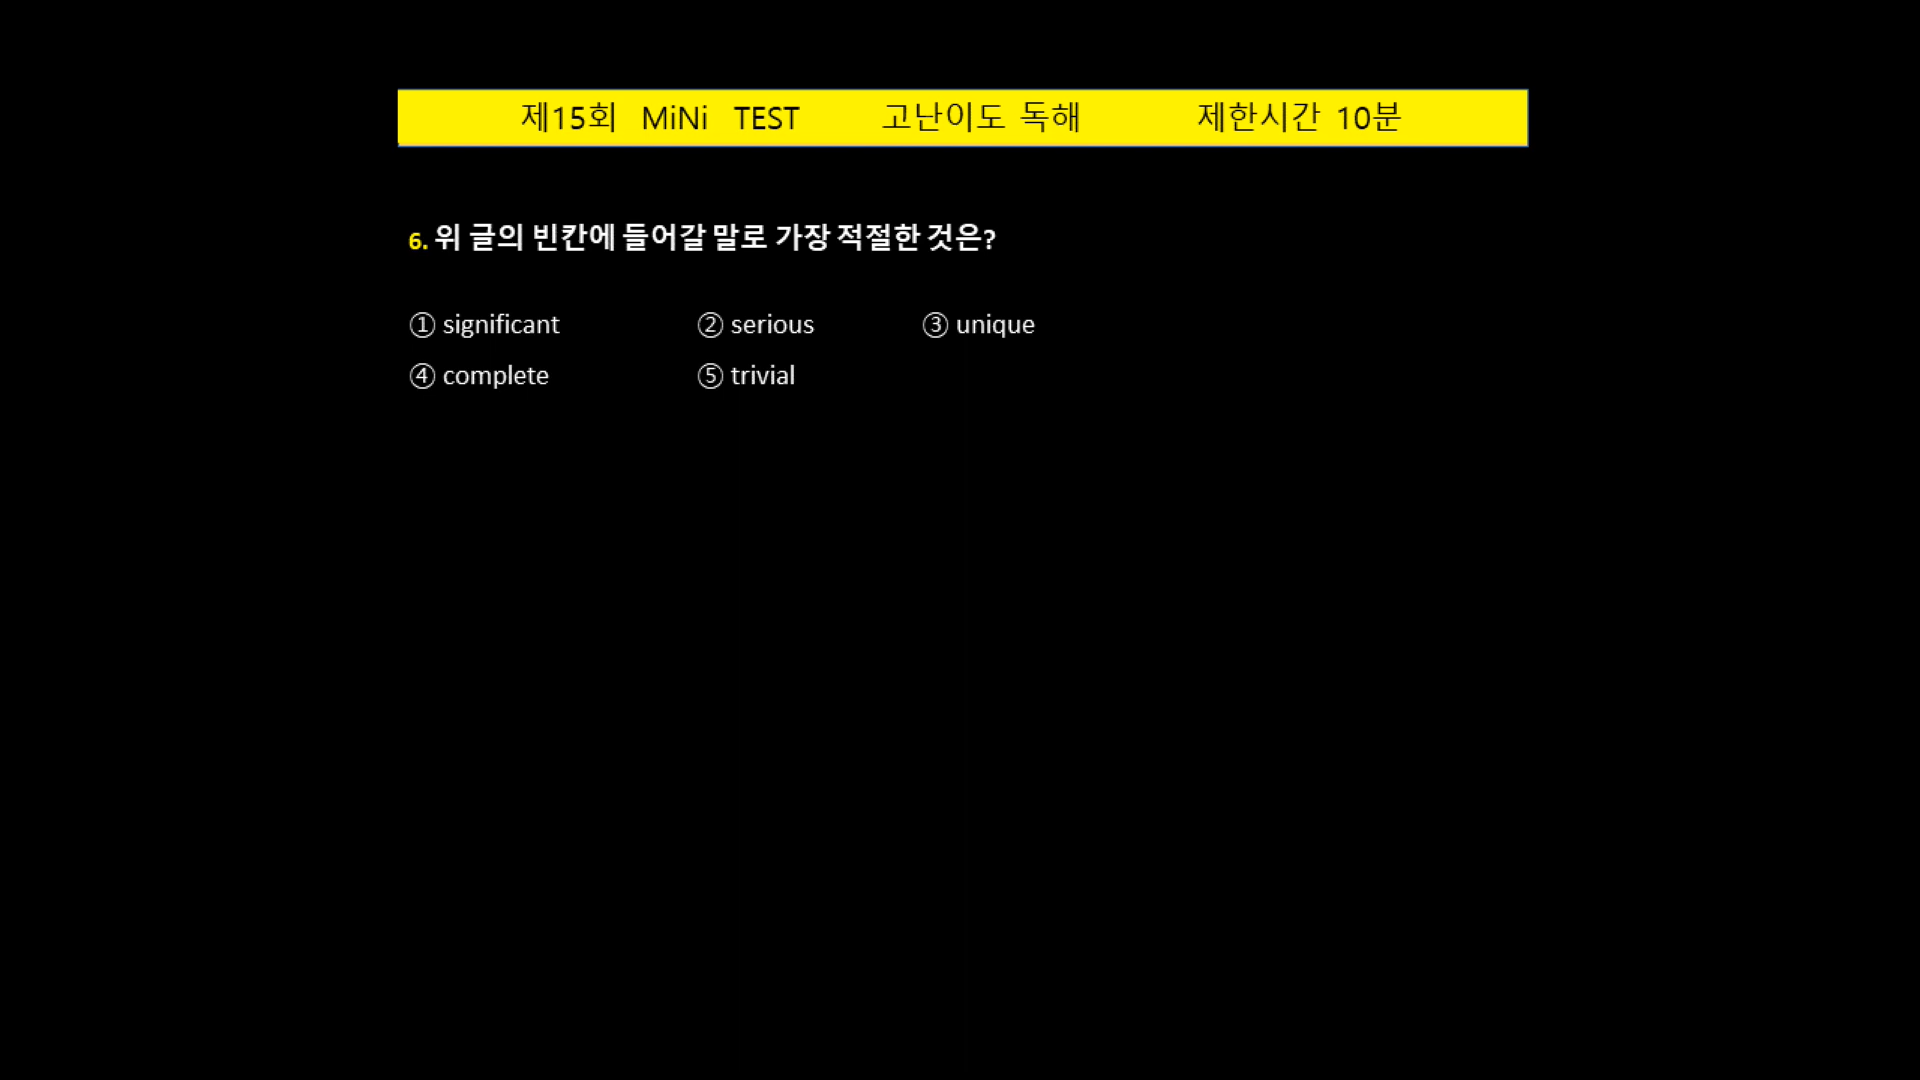 제15회 MiNi TEST 고난이도 독해 제한시간 10분
6. 위 글의 빈칸에 들어갈 말로 가장 적절한 것은?
① significant ② serious ③ unique
④ complete ⑤ trivial